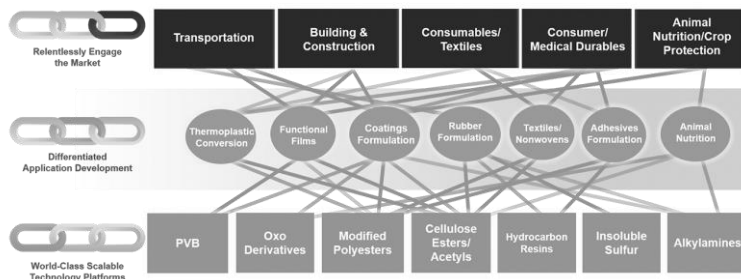 Relentlessly Engage
the Market
Transportation
Building &
Construction
Consumables/
Textiles
Consumer/
Medical Durables
Animal
Nutrition/Crop
Protection
Differentiated
Application Development
Thermoplastic
Conversion
Functional
Films
Coatings
Formulation
Rubber
Formulation
Textiles/
Nonwovens
Adhesives
Formulation
Animal
Nutrition
World-Class Scalable
Technology Platforms
PVB
Oxo
Derivatives
Modified
Polyesters
Cellulose
Esters/
Acetyls
Hydrocarbon
Resins
Insoluble
Sulfur
Alkylamines